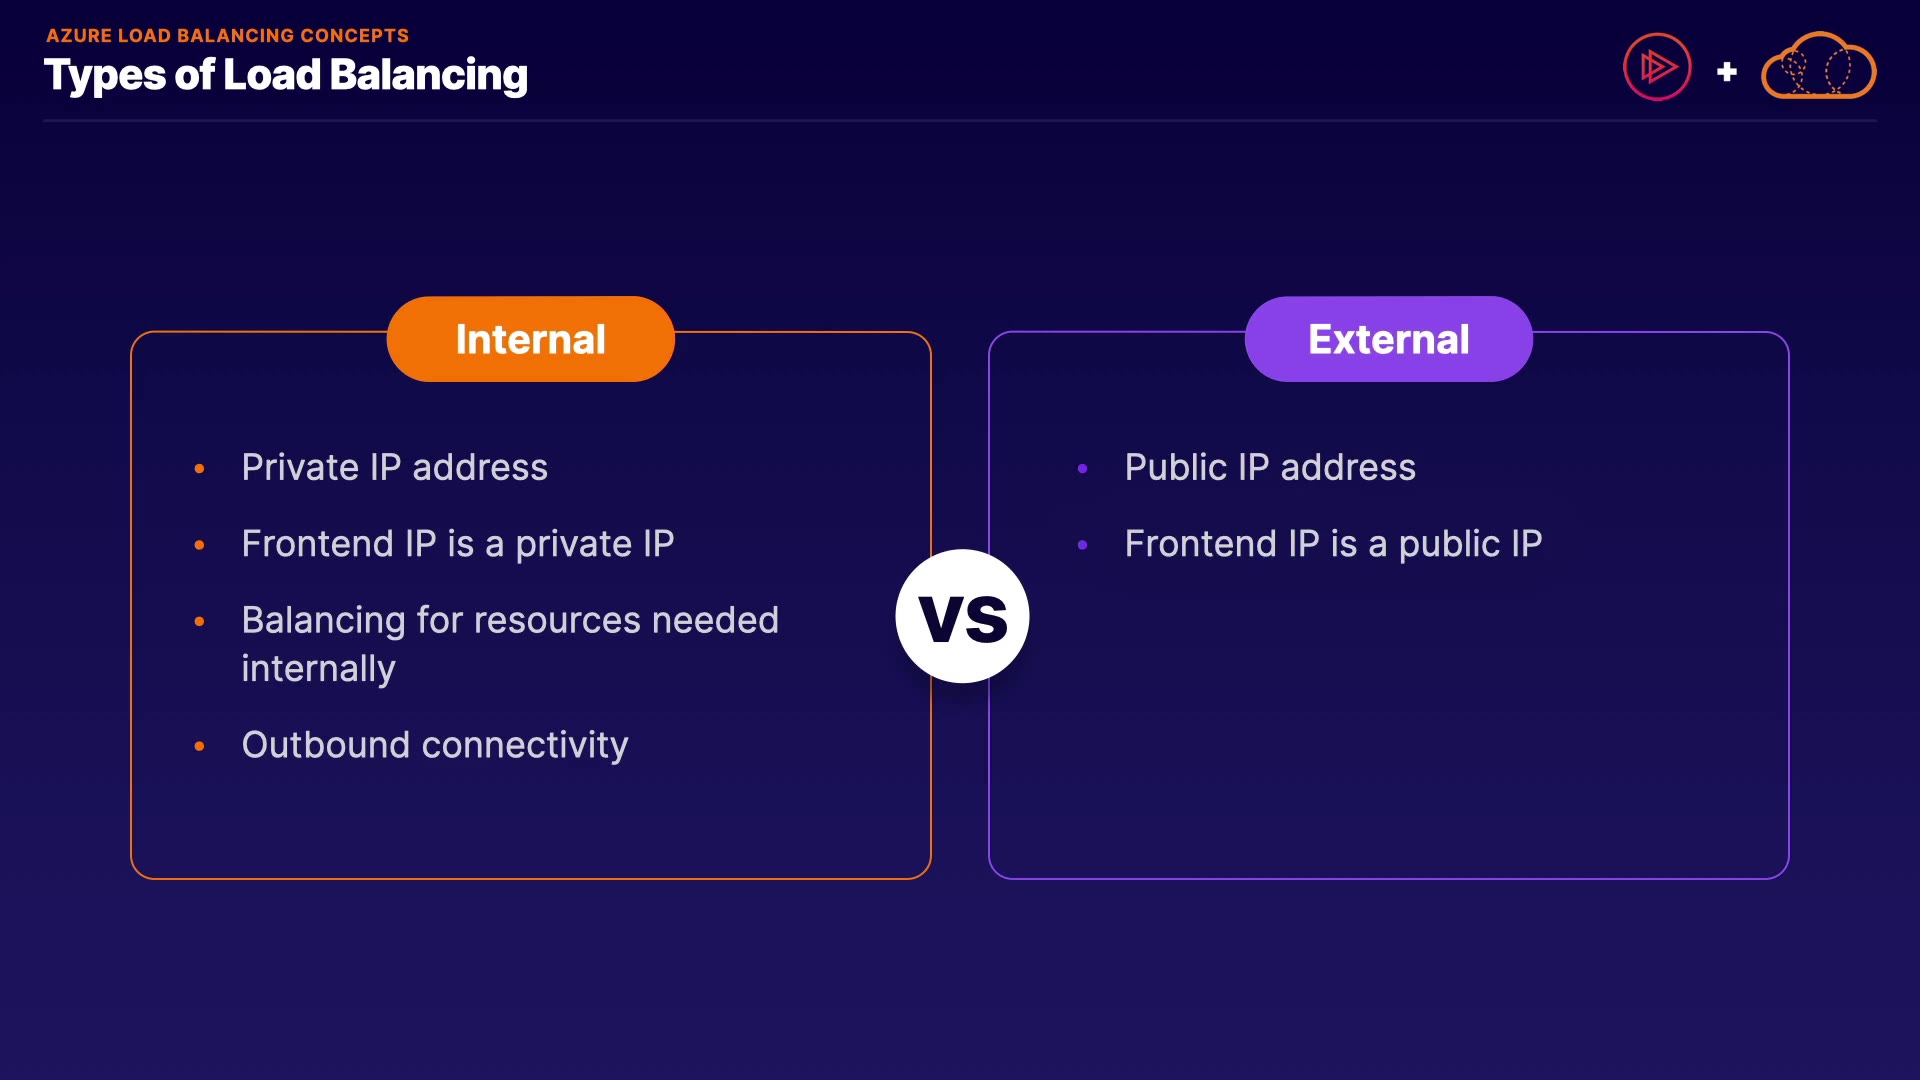 AZURE LOAD BALANCING CONCEPTS
Types of Load Balancing
Internal
• Private IP address
• Frontend IP is a private IP
• Balancing for resources needed
internally
• Outbound connectivity
VS
External
• Public IP address
• Frontend IP is a public IP